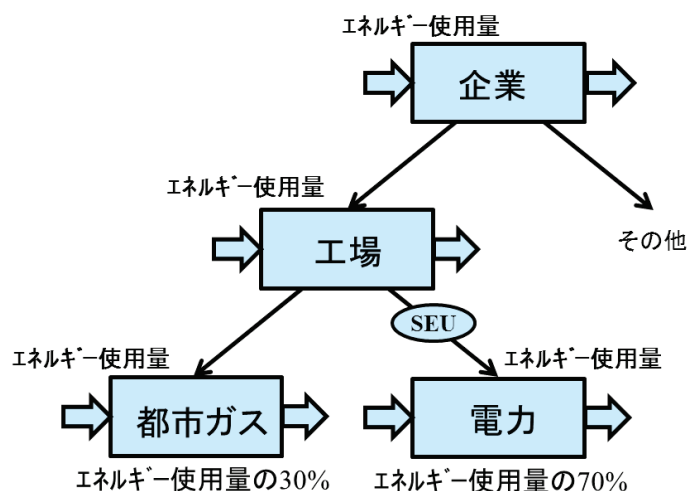 ｴﾈﾙｷﾞｰ使用量
企業
ｴﾈﾙｷﾞｰ使用量
その他
工場
SEU
ｴﾈﾙｷﾞｰ使用量
ｴﾈﾙｷﾞｰ使用量
都市ガス
電力
ｴﾈﾙｷﾞｰ使用量の30%
ｴﾈﾙｷﾞｰ使用量の70%